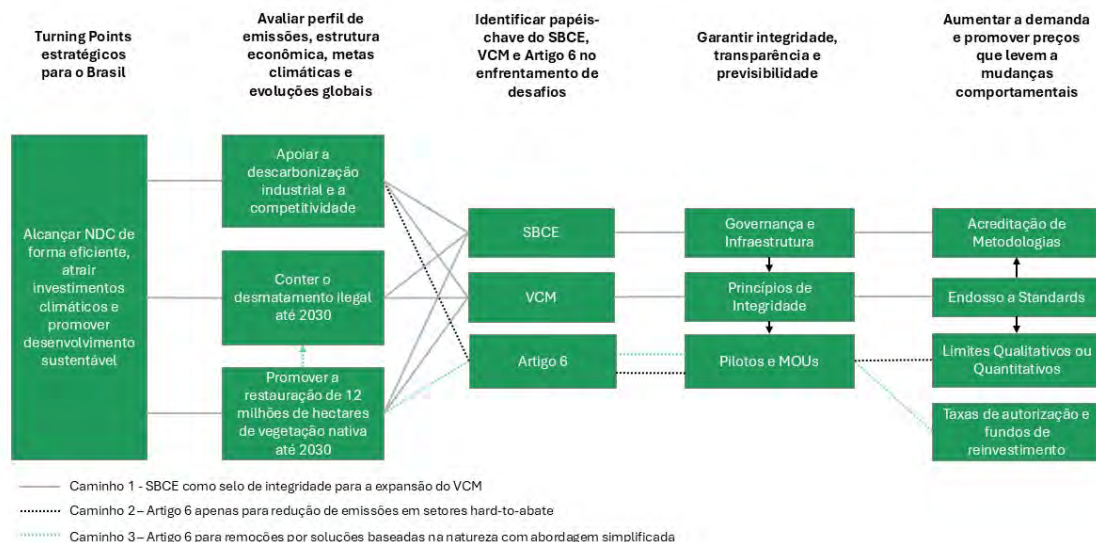 Turning Points
estratégicos
para o Brasil
Avaliar perfil de
emissões, estrutura
econômica, metas
climáticas e
evoluções globais
Identificar papéis-
chave do SBCE,
VCM e Artigo 6 no
enfrentamento de
desafios
Garantir integridade,
transparência e
previsibilidade
Aumentar a demanda
e promover preços
que levem a
mudanças
comportamentais
Alcançar NDC de
forma eficiente,
atrair
investimentos
climáticos e
promover
desenvolvimento
sustentável
Apoiar a
descarbonização
industrial e a
competitividade
Conter o
desmatamento ilegal
até 2030
Promover a
restauração de 12
milhões de hectares
de vegetação nativa
até 2030
SBCE
VCM
Artigo 6
Governança e
Infraestrutura
Princípios de
Integridade
Pilotos e MOUs
Acreditação de
Metodologias
Endosso a Standards
Limites Qualitativos ou
Quantitativos
Taxas de autorização e
fundos de
reinvestimento
Caminho 1 - SBCE como selo de integridade para a expansão do VCM
Caminho 2 – Artigo 6 apenas para redução de emissões em setores hard-to-abate
Caminho 3 – Artigo 6 para remoções por soluções baseadas na natureza com abordagem simplificada